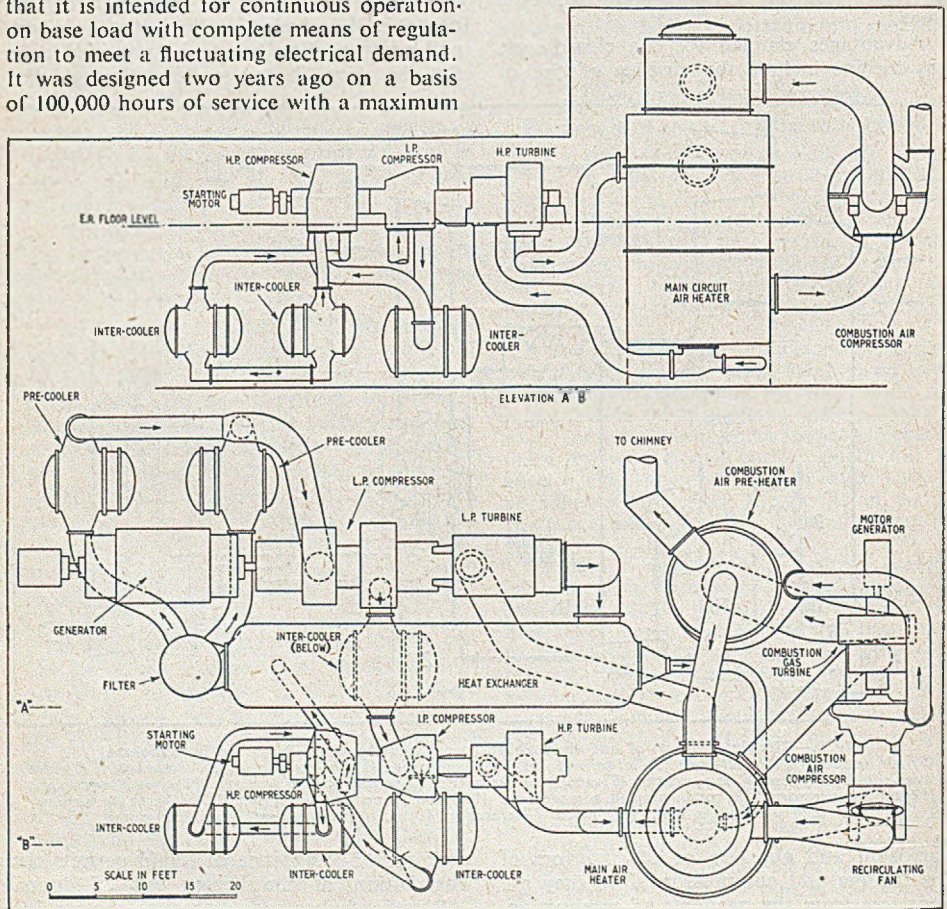 that it is intended for continuous operation
on base load with complete means of regula-
tion to meet a fluctuating electrical demand.
It was designed two years ago on a basis
of 100,000 hours of service with a maximum
H.P. COMPRESSOR
I.P.
COMPRESSOR
H.P. TURBINE
STARTING
MOTOR
E.R. FLOOR LEVEL
INTER-COOLER
INTER-COOLER
INTER-
COOLER
MAIN CIRCUIT
AIR HEATER
COMBUSTION AIR
COMPRESSOR
ELEVATION A B
PRE-COOLER
PRE-COOLER
L.P. COMPRESSOR
L.P. TURBINE
TO CHIMNEY
COMBUSTION
AIR PRE-HEATER
MOTOR
GENERATOR
GENERATOR
FILTER
INTER-COOLER
(BELOW)
HEAT EXCHANGER
COMBUSTION
GAS
TURBINE
"A"
STARTING
MOTOR
I.P. COMPRESSOR
H.P. TURBINE
H.P. COMPRESSOR
COMBUSTION
AIR
COMPRESSOR
INTER-COOLER
"B"
INTER-COOLER
INTER-COOLER
MAIN AIR
HEATER
RECIRCULATING
FAN
SCALE IN FEET
0 5 10 15 20